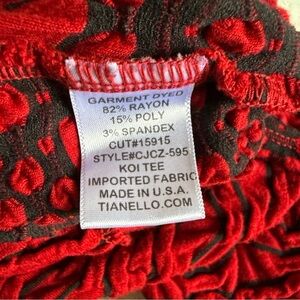 GARMENT DYED
82% RAYON
15% POLY
3% SPANDEX
CUT#15915
STYLE#CJCZ-595
KOI TEE
IMPORTED FABRIC
MADE IN U.S.A.
TIANELLO.COM